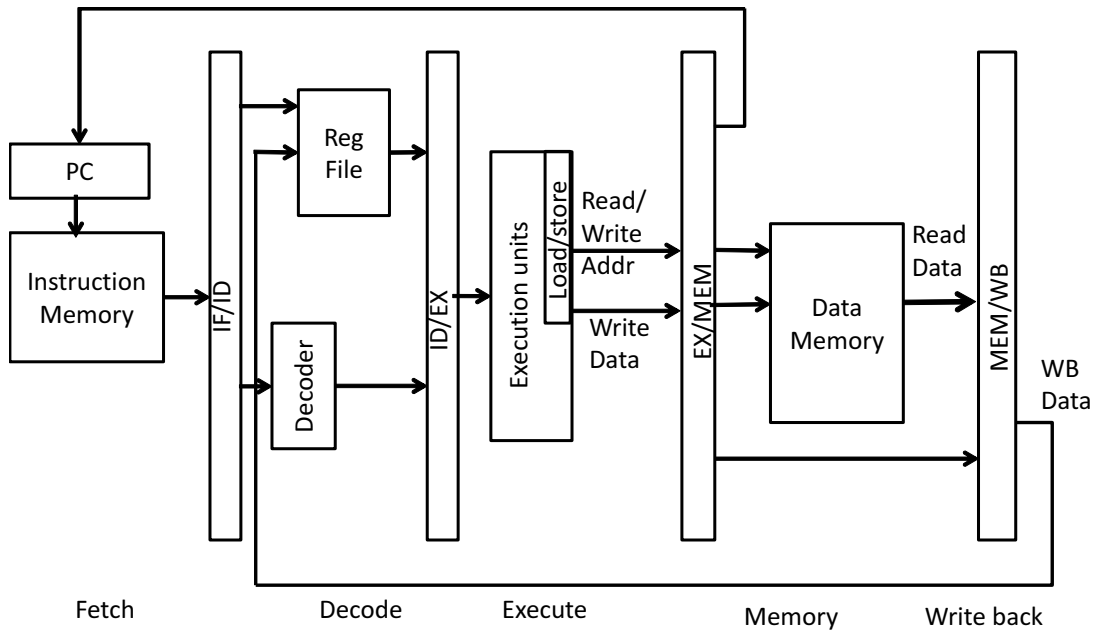 PC
Instruction
Memory
IF/ID
Reg
File
Decoder
ID/EX
Execution units
Load/store
Read/
Write
Addr
Write
Data
EX/MEM
Data
Memory
Read
Data
MEM/WB
WB
Data
Fetch
Decode
Execute
Memory
Write back